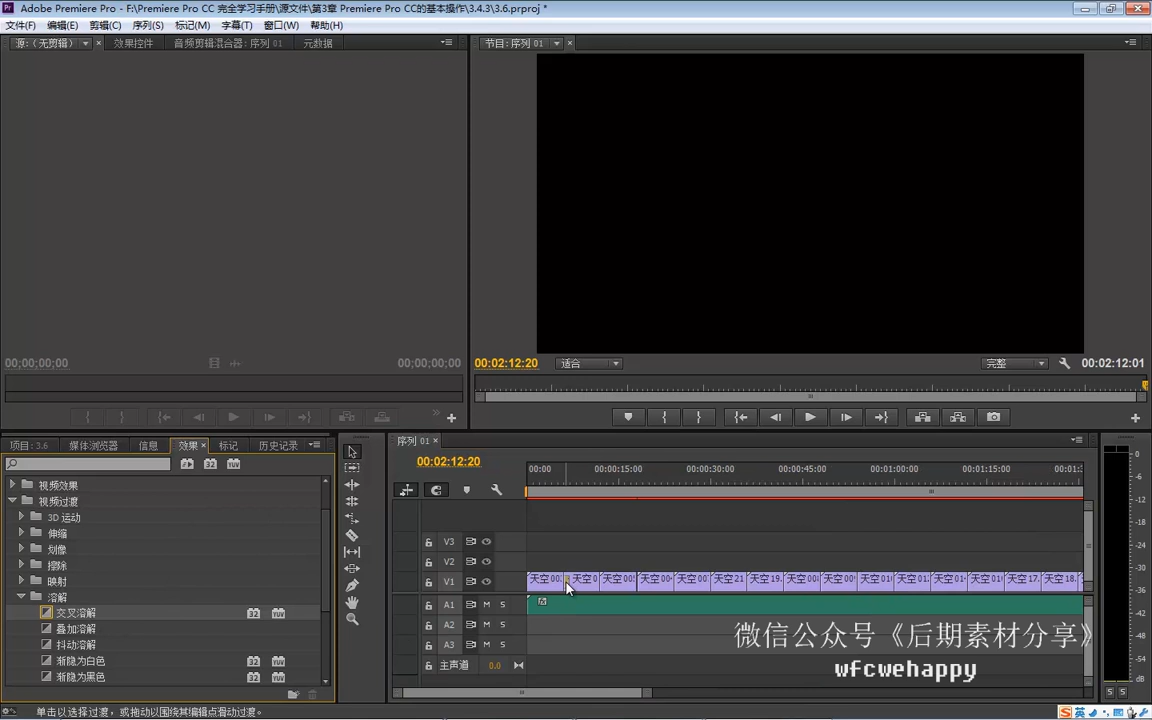 Adobe Premiere Pro - F:\Premiere Pro CC 完全学习手册\源文件\第3章 Premiere Pro CC的基本操作\3.4.3\3.6.prproj *
文件(F) 编辑(E) 剪辑(C) 序列(S) 标记(M) 字幕(T) 窗口(W) 帮助(H)
源:(无剪辑) 效果控件 音频剪辑混合器: 序列 01 元数据
节目: 序列 01
00;00;00;00
00;00;00;00
00:02:12:20
适合
完整
00:02:12:01
项目: 3.6 媒体浏览器 信息 效果 标记 历史记录
视频效果
视频过渡
3D 运动
伸缩
划像
擦除
映射
溶解
交叉溶解
叠加溶解
抖动溶解
渐隐为白色
渐隐为黑色
序列 01
00:02:12:20
00:00 00:00:15:00 00:00:30:00 00:00:45:00 00:01:00:00 00:01:15:00
V3
V2
V1
A1 M S
A2 M S
A3 M S
主声道 0.0
0
-6
-12
-18
-24
-30
-36
-42
-48
-54
dB
S S
微信公众号《后期素材分享》
wfcwehappy
单击以选择过渡，或拖动以围绕其编辑点滑动过渡。
英